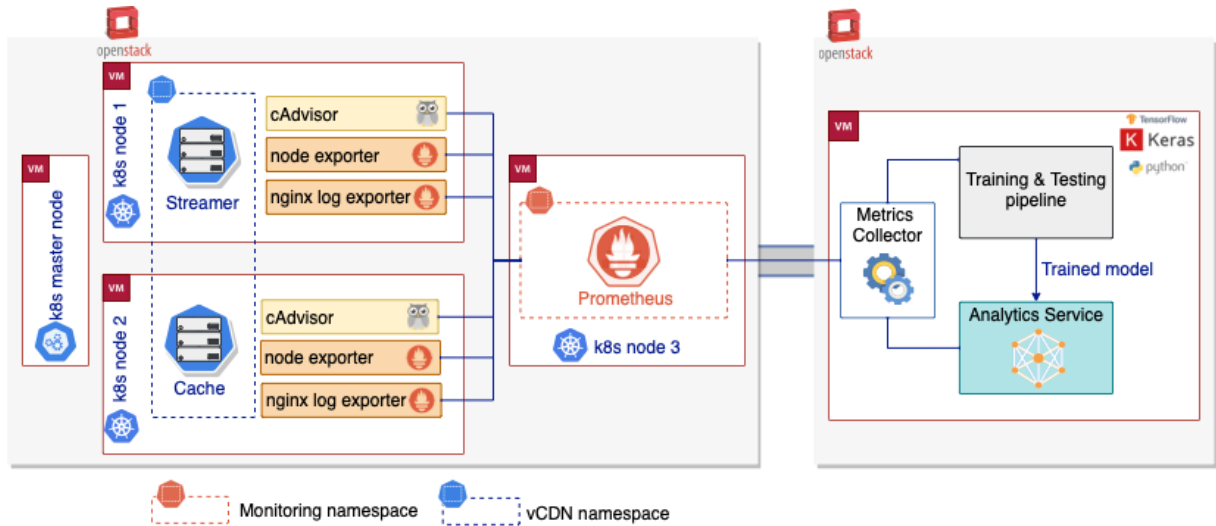 openstack
openstack
VM
k8s node 1
Streamer
cAdvisor
node exporter
nginx log exporter
VM
k8s master node
VM
k8s node 2
Cache
cAdvisor
node exporter
nginx log exporter
VM
Prometheus
k8s node 3
VM
TensorFlow
K Keras
python
Metrics
Collector
Training & Testing
pipeline
Trained model
Analytics Service
Monitoring namespace
vCDN namespace